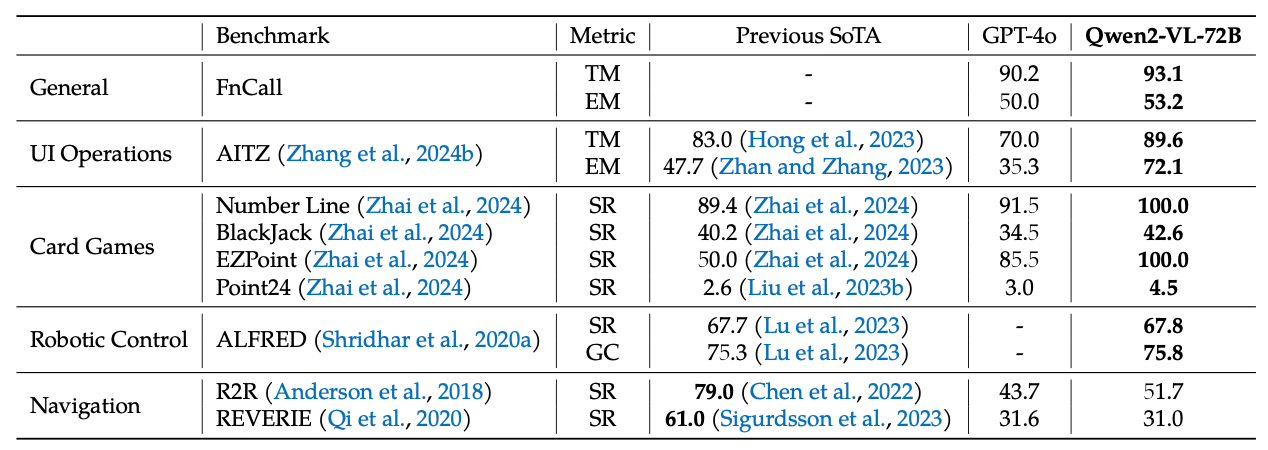 Benchmark Metric Previous SoTA GPT-4o Qwen2-VL-72B
General FnCall TM - 90.2 93.1
EM - 50.0 53.2
UI Operations AITZ (Zhang et al., 2024b) TM 83.0 (Hong et al., 2023) 70.0 89.6
EM 47.7 (Zhan and Zhang, 2023) 35.3 72.1
Card Games Number Line (Zhai et al., 2024) SR 89.4 (Zhai et al., 2024) 91.5 100.0
BlackJack (Zhai et al., 2024) SR 40.2 (Zhai et al., 2024) 34.5 42.6
EZPoint (Zhai et al., 2024) SR 50.0 (Zhai et al., 2024) 85.5 100.0
Point24 (Zhai et al., 2024) SR 2.6 (Liu et al., 2023b) 3.0 4.5
Robotic Control ALFRED (Shridhar et al., 2020a) SR 67.7 (Lu et al., 2023) - 67.8
GC 75.3 (Lu et al., 2023) - 75.8
Navigation R2R (Anderson et al., 2018) SR 79.0 (Chen et al., 2022) 43.7 51.7
REVERIE (Qi et al., 2020) SR 61.0 (Sigurdsson et al., 2023) 31.6 31.0